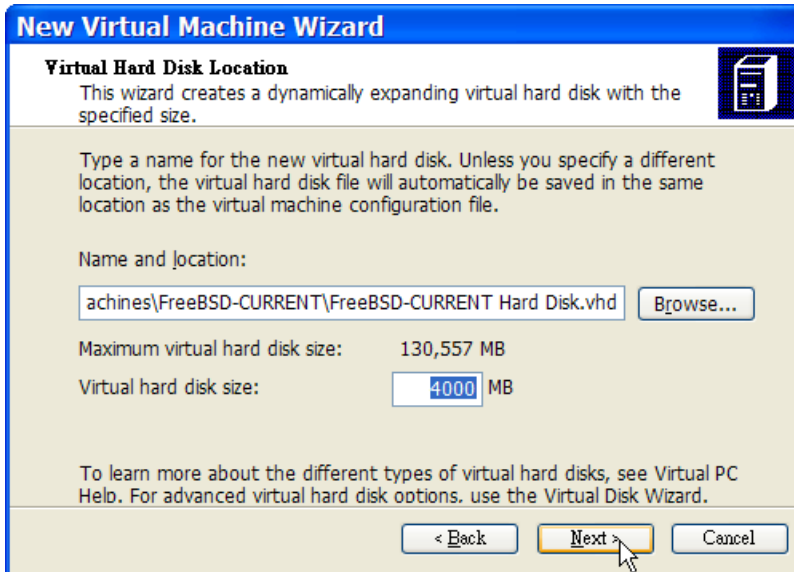 New Virtual Machine Wizard
Virtual Hard Disk Location
This wizard creates a dynamically expanding virtual hard disk with the
specified size.
Type a name for the new virtual hard disk. Unless you specify a different
location, the virtual hard disk file will automatically be saved in the same
location as the virtual machine configuration file.
Name and location:
achines\FreeBSD-CURRENT\FreeBSD-CURRENT Hard Disk.vhd Browse...
Maximum virtual hard disk size: 130,557 MB
Virtual hard disk size: 4000 MB
To learn more about the different types of virtual hard disks, see Virtual PC
Help. For advanced virtual hard disk options, use the Virtual Disk Wizard.
< Back Next > Cancel